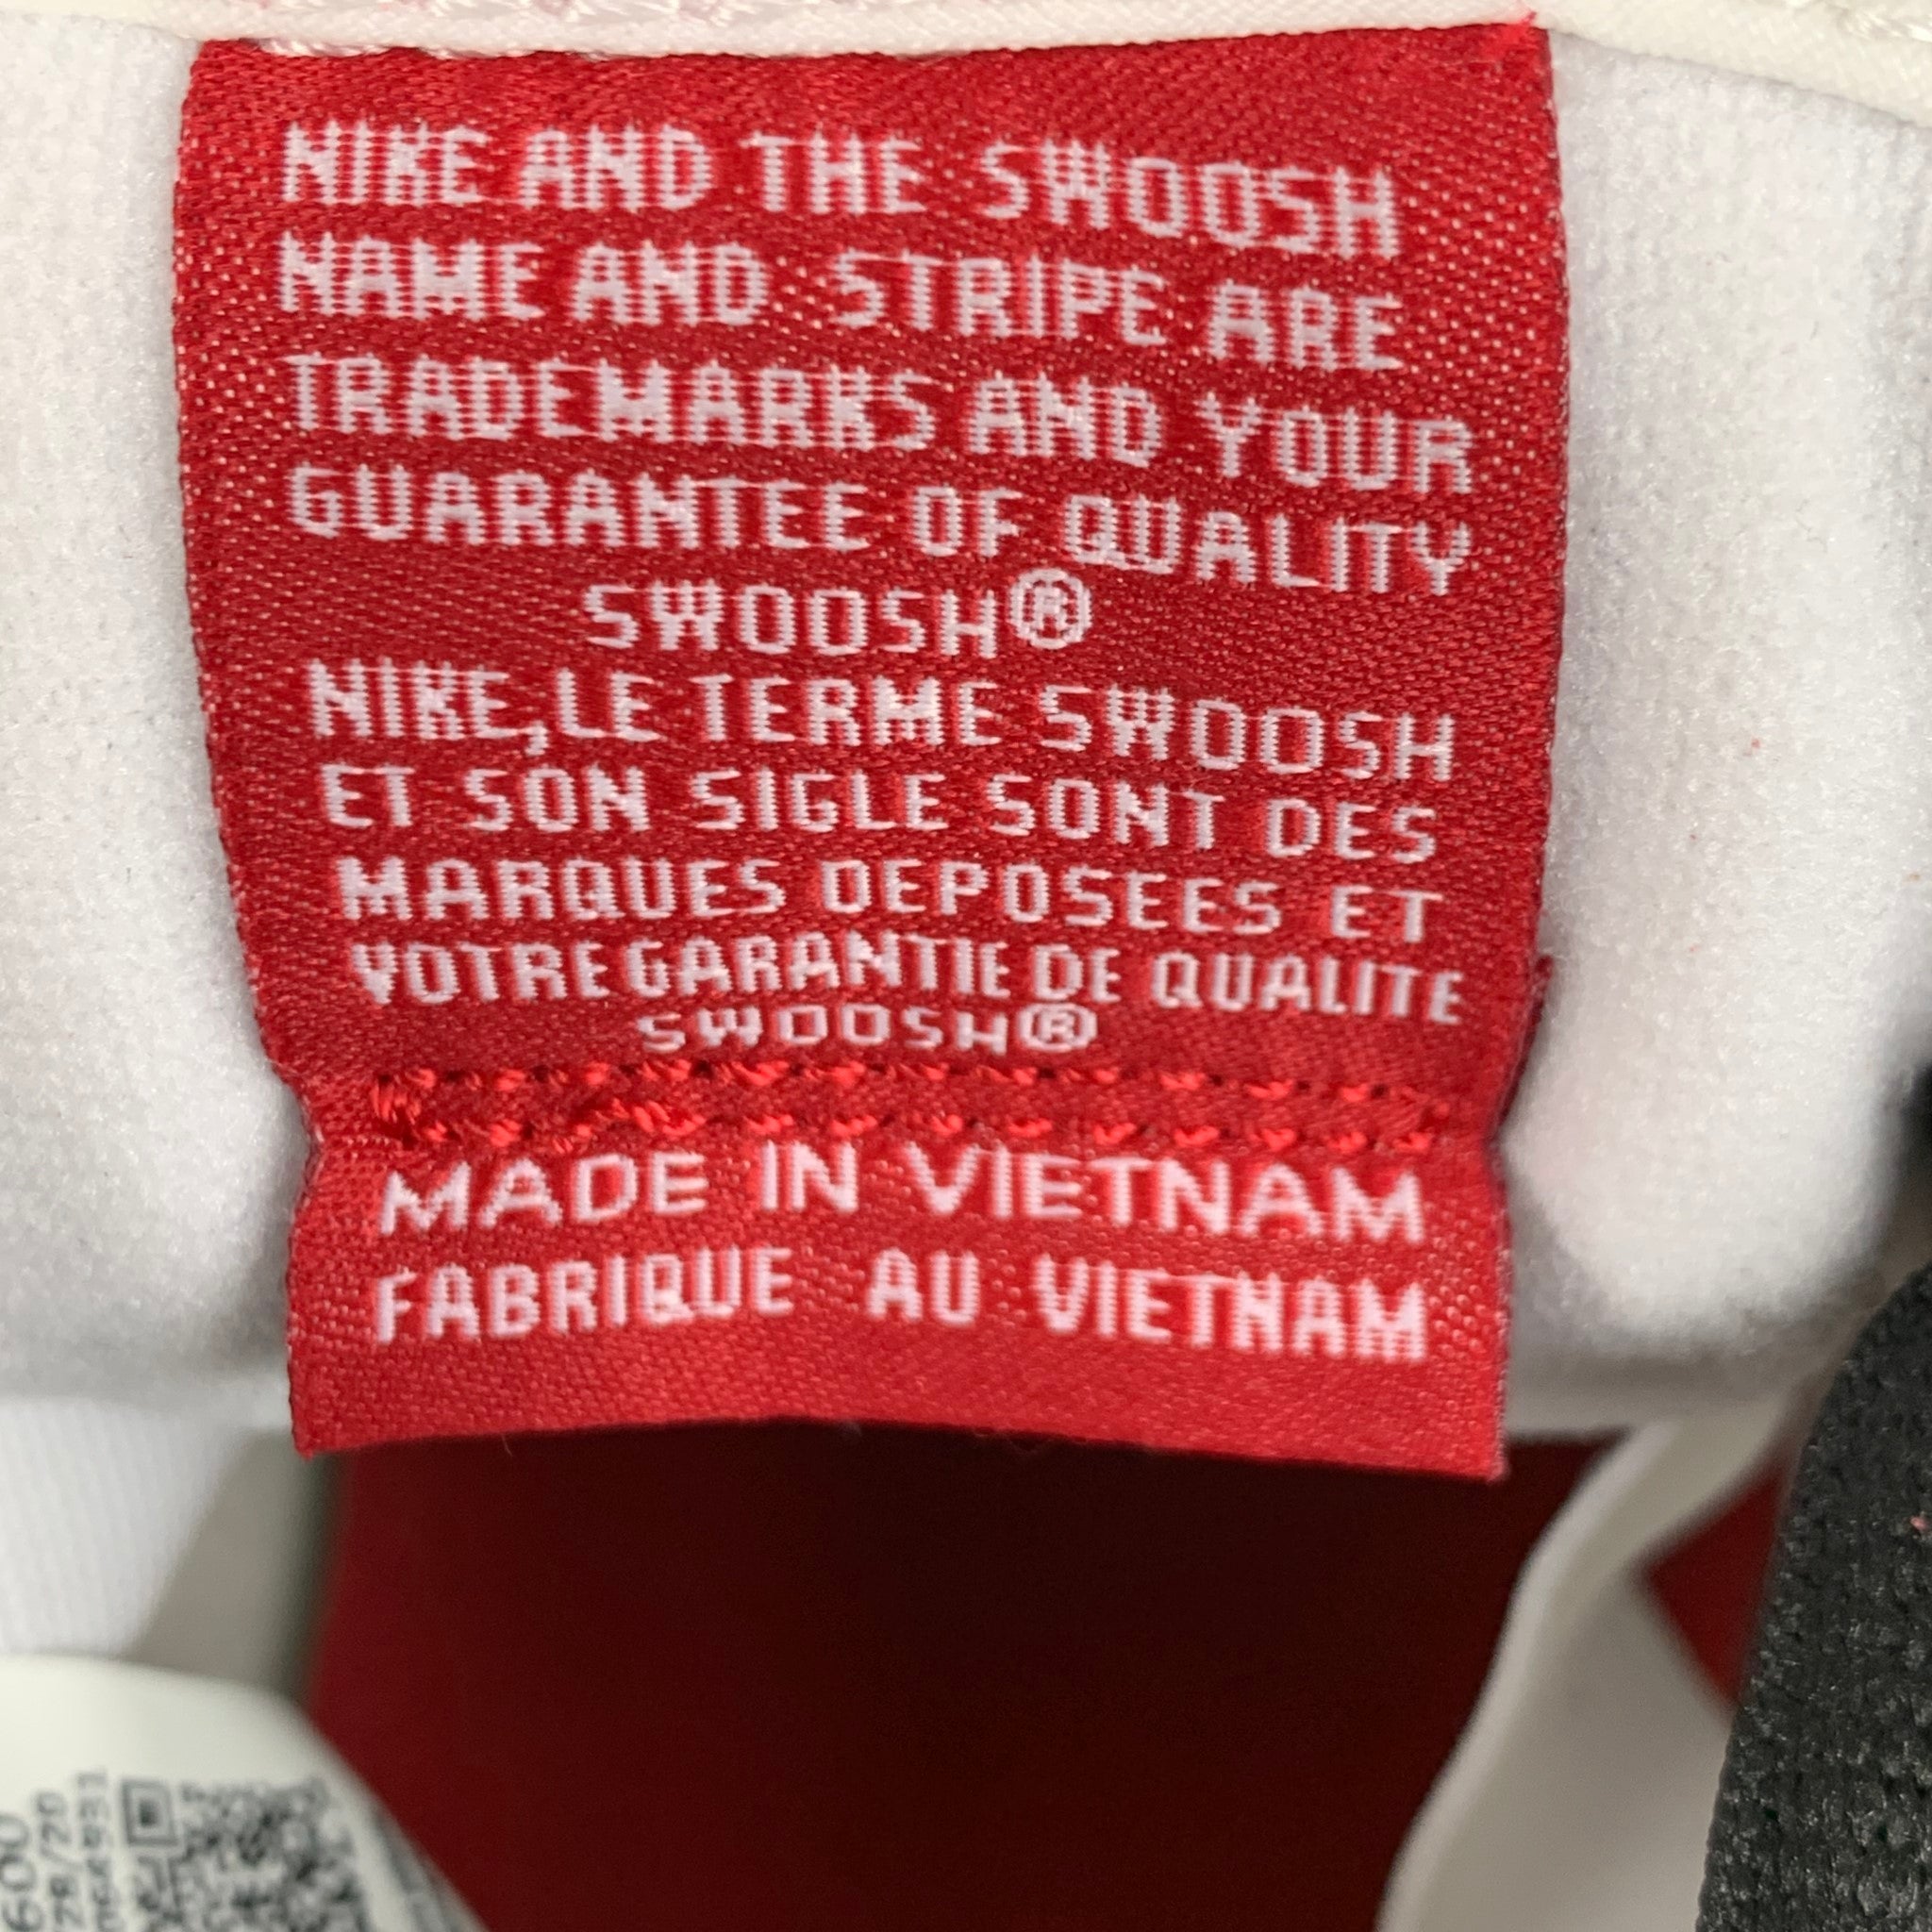 NIKE AND THE SWOOSH
NAME AND STRIPE ARE
TRADEMARKS AND YOUR
GUARANTEE OF QUALITY
SWOOSH®
NIKE,LE TERME SWOOSH
ET SON SIGLE SONT DES
MARQUES DEPOSEES ET
VOTRE GARANTIE DE QUALITE
SWOOSH®
MADE IN VIETNAM
FABRIQUE AU VIETNAM